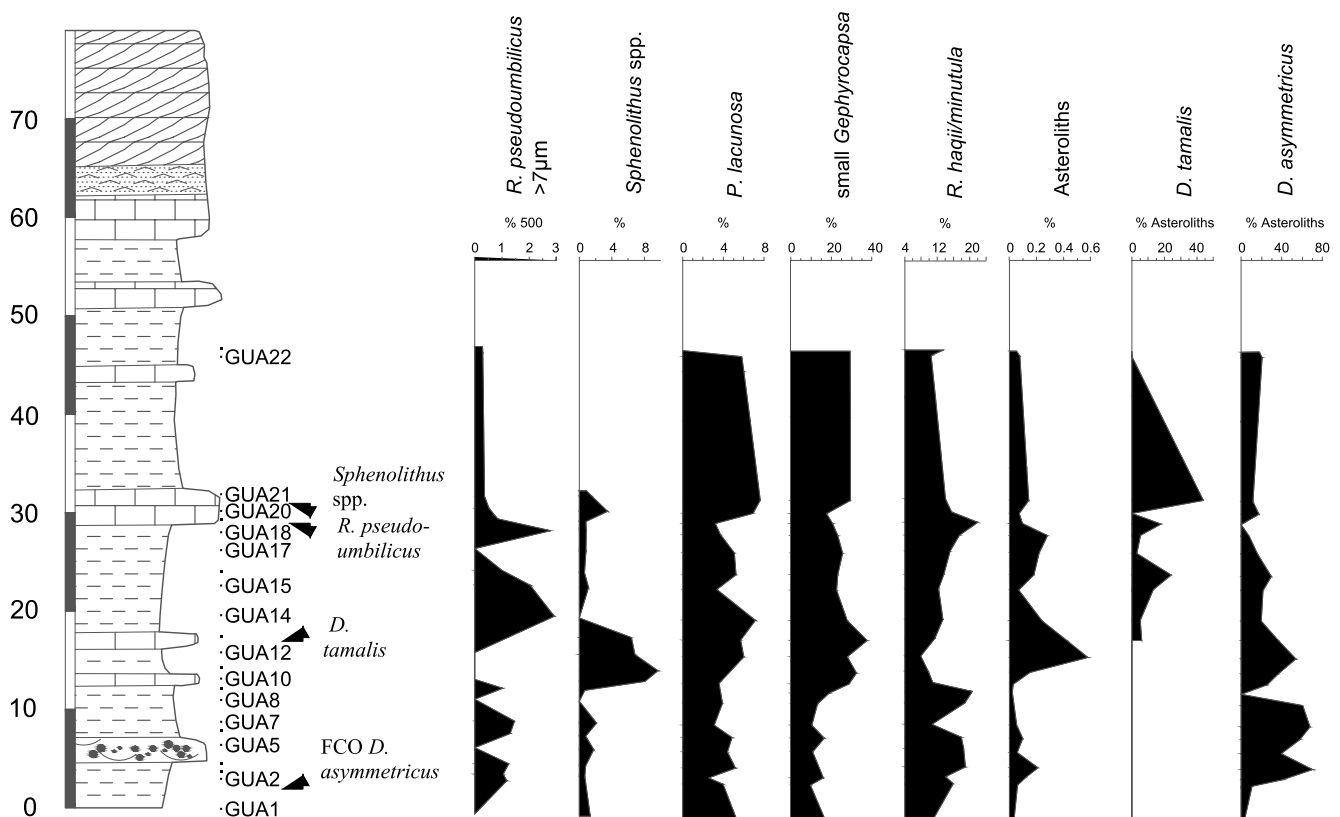 R. pseudoumbilicus
>7µm
Sphenolithus spp.
P. lacunosa
small Gephyrocapsa
R. haqii/minutula
Asteroliths
D. tamalis
D. asymmetricus
% 500
%
%
%
%
%
% Asteroliths
% Asteroliths
0 1 2 3
0 4 8
0 4 8
0 20 40
4 12 20
0 0.2 0.4 0.6
0 20 40
0 40 80
70
60
50
40
30
20
10
0
GUA22
GUA21
GUA20
GUA18
GUA17
GUA15
GUA14
GUA12
GUA10
GUA8
GUA7
GUA5
GUA2
GUA1
Sphenolithus
spp.
R. pseudo-
umbilicus
D.
tamalis
FCO D.
asymmetricus